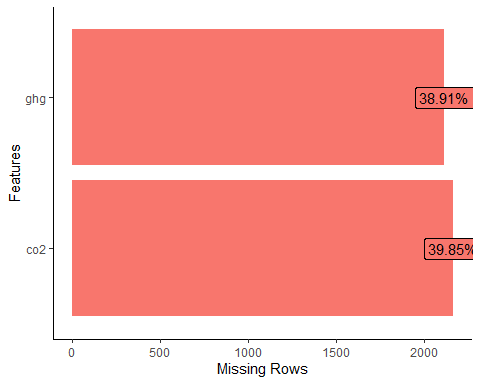 ghg
38.91%
Features
co2
39.85%
0 500 1000 1500 2000
Missing Rows